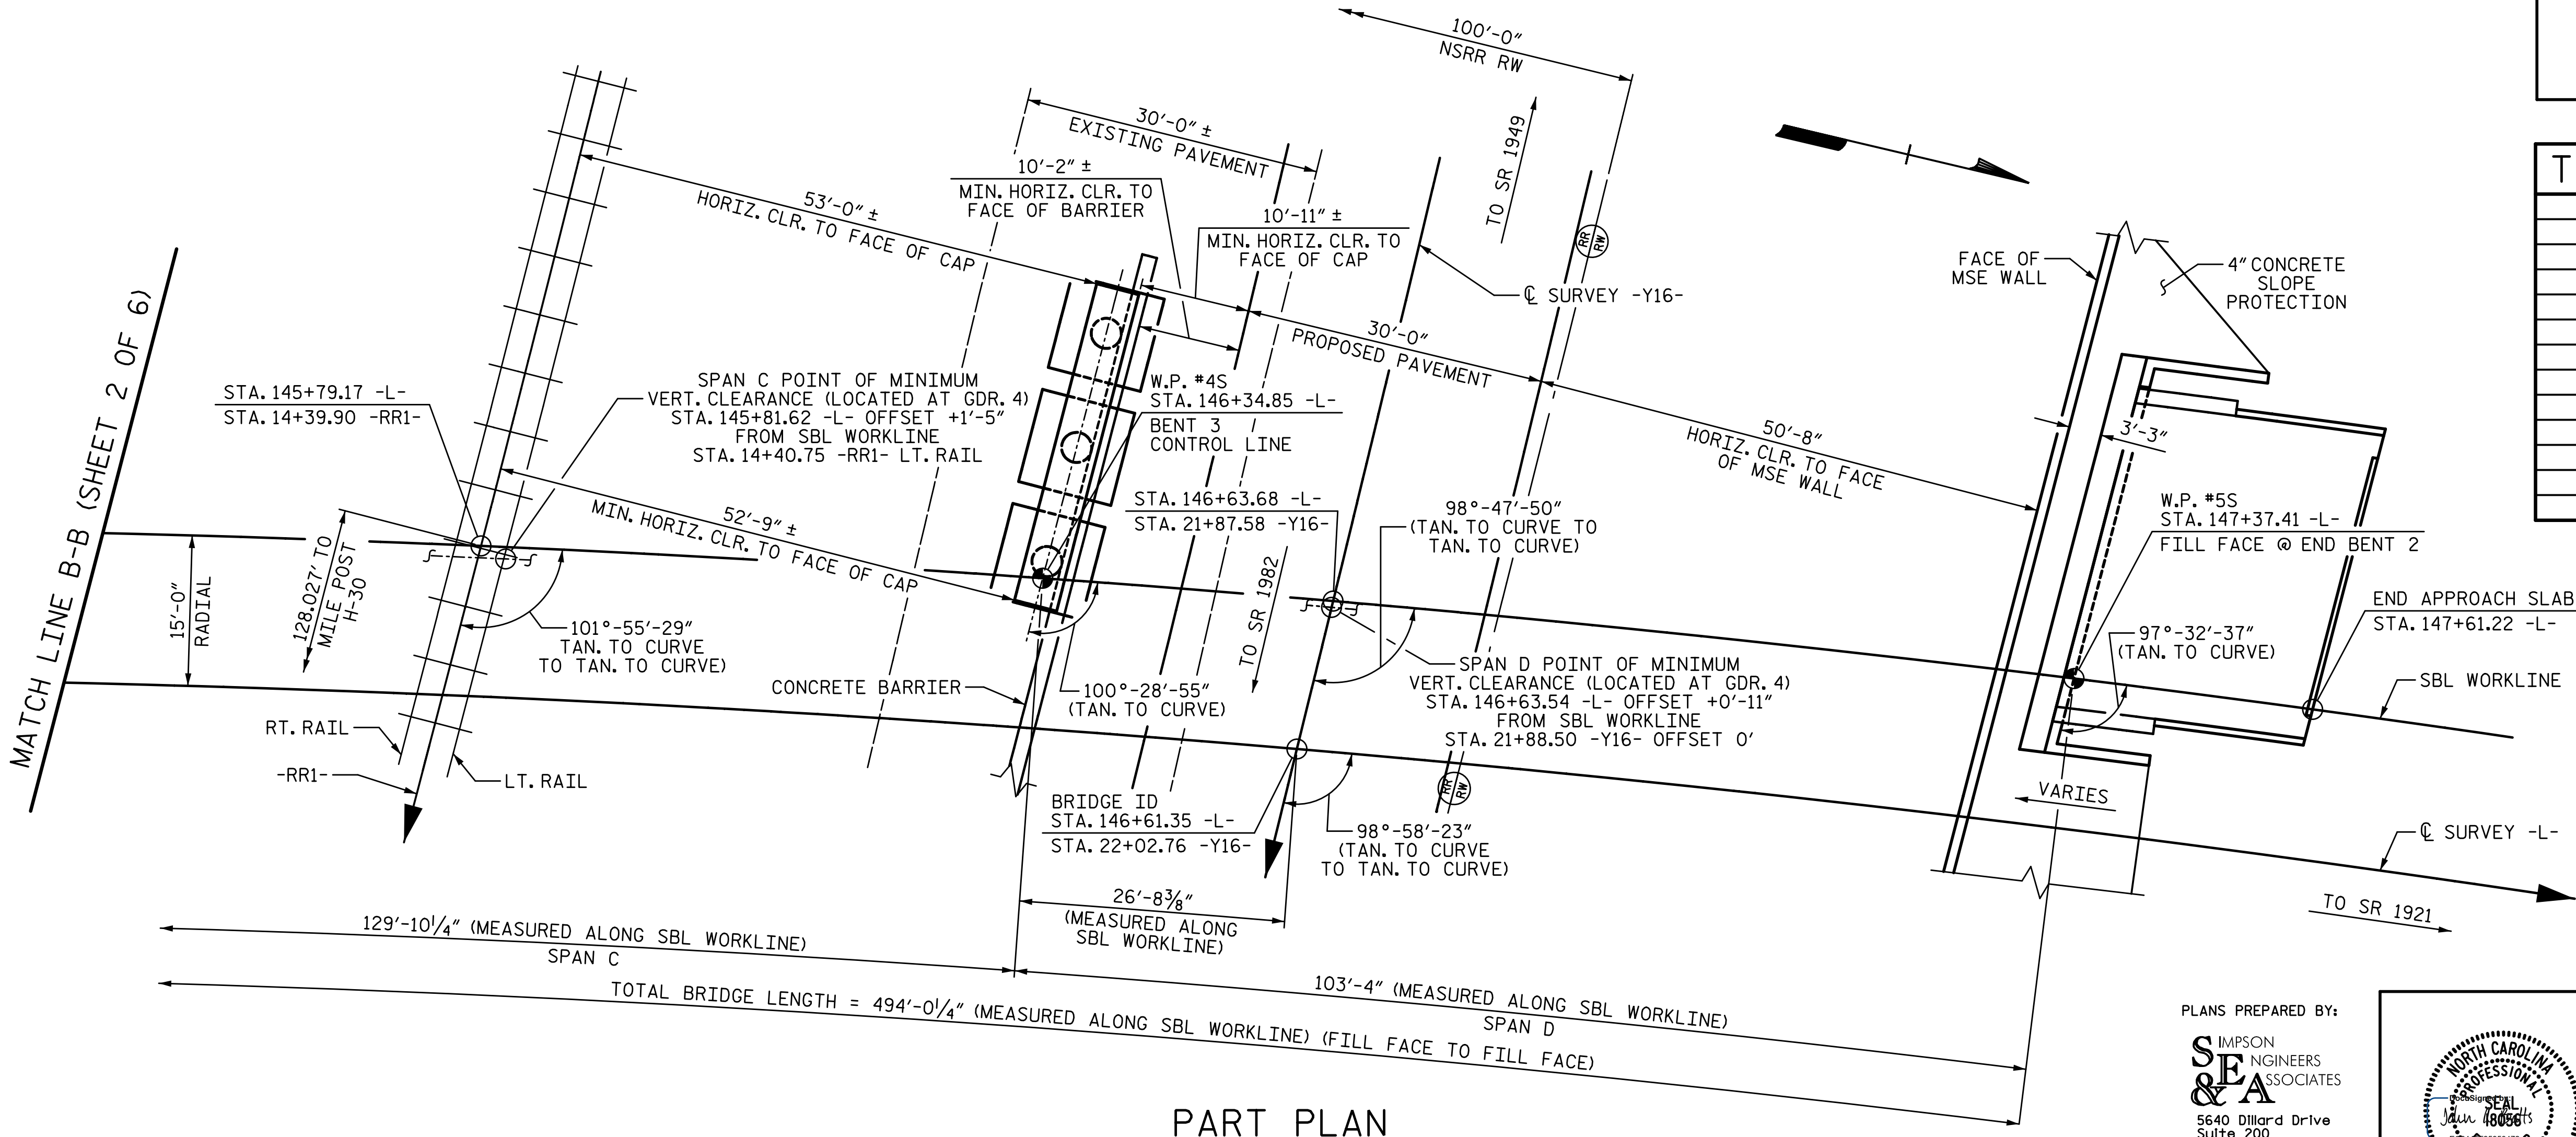 100'-0"
NSRR RW
30'-0" ±
EXISTING PAVEMENT
TO SR 1949
10'-2" ±
MIN. HORIZ. CLR. TO
FACE OF BARRIER
10'-11" ±
MIN. HORIZ. CLR. TO
FACE OF CAP
53'-0" ±
HORIZ. CLR. TO FACE OF CAP
RR
RW
℄ SURVEY -Y16-
FACE OF
MSE WALL
4" CONCRETE
SLOPE
PROTECTION
T
MATCH LINE B-B (SHEET 2 OF 6)
30'-0"
PROPOSED PAVEMENT
STA. 145+79.17 -L-
STA. 14+39.90 -RR1-
SPAN C POINT OF MINIMUM
VERT. CLEARANCE (LOCATED AT GDR. 4)
STA. 145+81.62 -L- OFFSET +1'-5"
FROM SBL WORKLINE
STA. 14+40.75 -RR1- LT. RAIL
W.P. #4S
STA. 146+34.85 -L-
BENT 3
CONTROL LINE
50'-8"
HORIZ. CLR. TO FACE
OF MSE WALL
3'-3"
STA. 146+63.68 -L-
STA. 21+87.58 -Y16-
98°-47'-50"
(TAN. TO CURVE TO
TAN. TO CURVE)
52'-9" ±
MIN. HORIZ. CLR. TO FACE OF CAP
W.P. #5S
STA. 147+37.41 -L-
FILL FACE @ END BENT 2
15'-0"
RADIAL
128.027' TO
MILE POST
H-30
101°-55'-29"
TAN. TO CURVE
TO TAN. TO CURVE)
TO SR 1982
END APPROACH SLAB
STA. 147+61.22 -L-
97°-32'-37"
(TAN. TO CURVE)
SBL WORKLINE
CONCRETE BARRIER
100°-28'-55"
(TAN. TO CURVE)
SPAN D POINT OF MINIMUM
VERT. CLEARANCE (LOCATED AT GDR. 4)
STA. 146+63.54 -L- OFFSET +0'-11"
FROM SBL WORKLINE
STA. 21+88.50 -Y16- OFFSET 0'
RT. RAIL
-RR1-
LT. RAIL
RR
RW
VARIES
BRIDGE ID
STA. 146+61.35 -L-
STA. 22+02.76 -Y16-
98°-58'-23"
(TAN. TO CURVE
TO TAN. TO CURVE)
℄ SURVEY -L-
26'-8⅜"
(MEASURED ALONG
SBL WORKLINE)
TO SR 1921
129'-10¼" (MEASURED ALONG SBL WORKLINE)
SPAN C
103'-4" (MEASURED ALONG SBL WORKLINE)
SPAN D
TOTAL BRIDGE LENGTH = 494'-0¼" (MEASURED ALONG SBL WORKLINE) (FILL FACE TO FILL FACE)
PART PLAN
PLANS PREPARED BY:
SIMPSON
ENGINEERS
& ASSOCIATES
5640 Dillard Drive
Suite 200
NORTH CAROLINA
PROFESSIONAL
DocuSigned by:
SEAL
18056